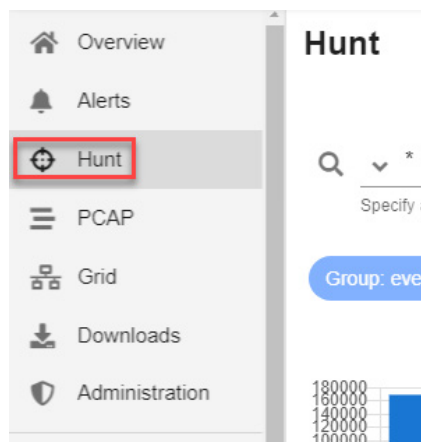 Overview
Alerts
Hunt
PCAP
Grid
Downloads
Administration
Hunt
*
Specify
Group: eve
180000
160000
140000
120000
100000